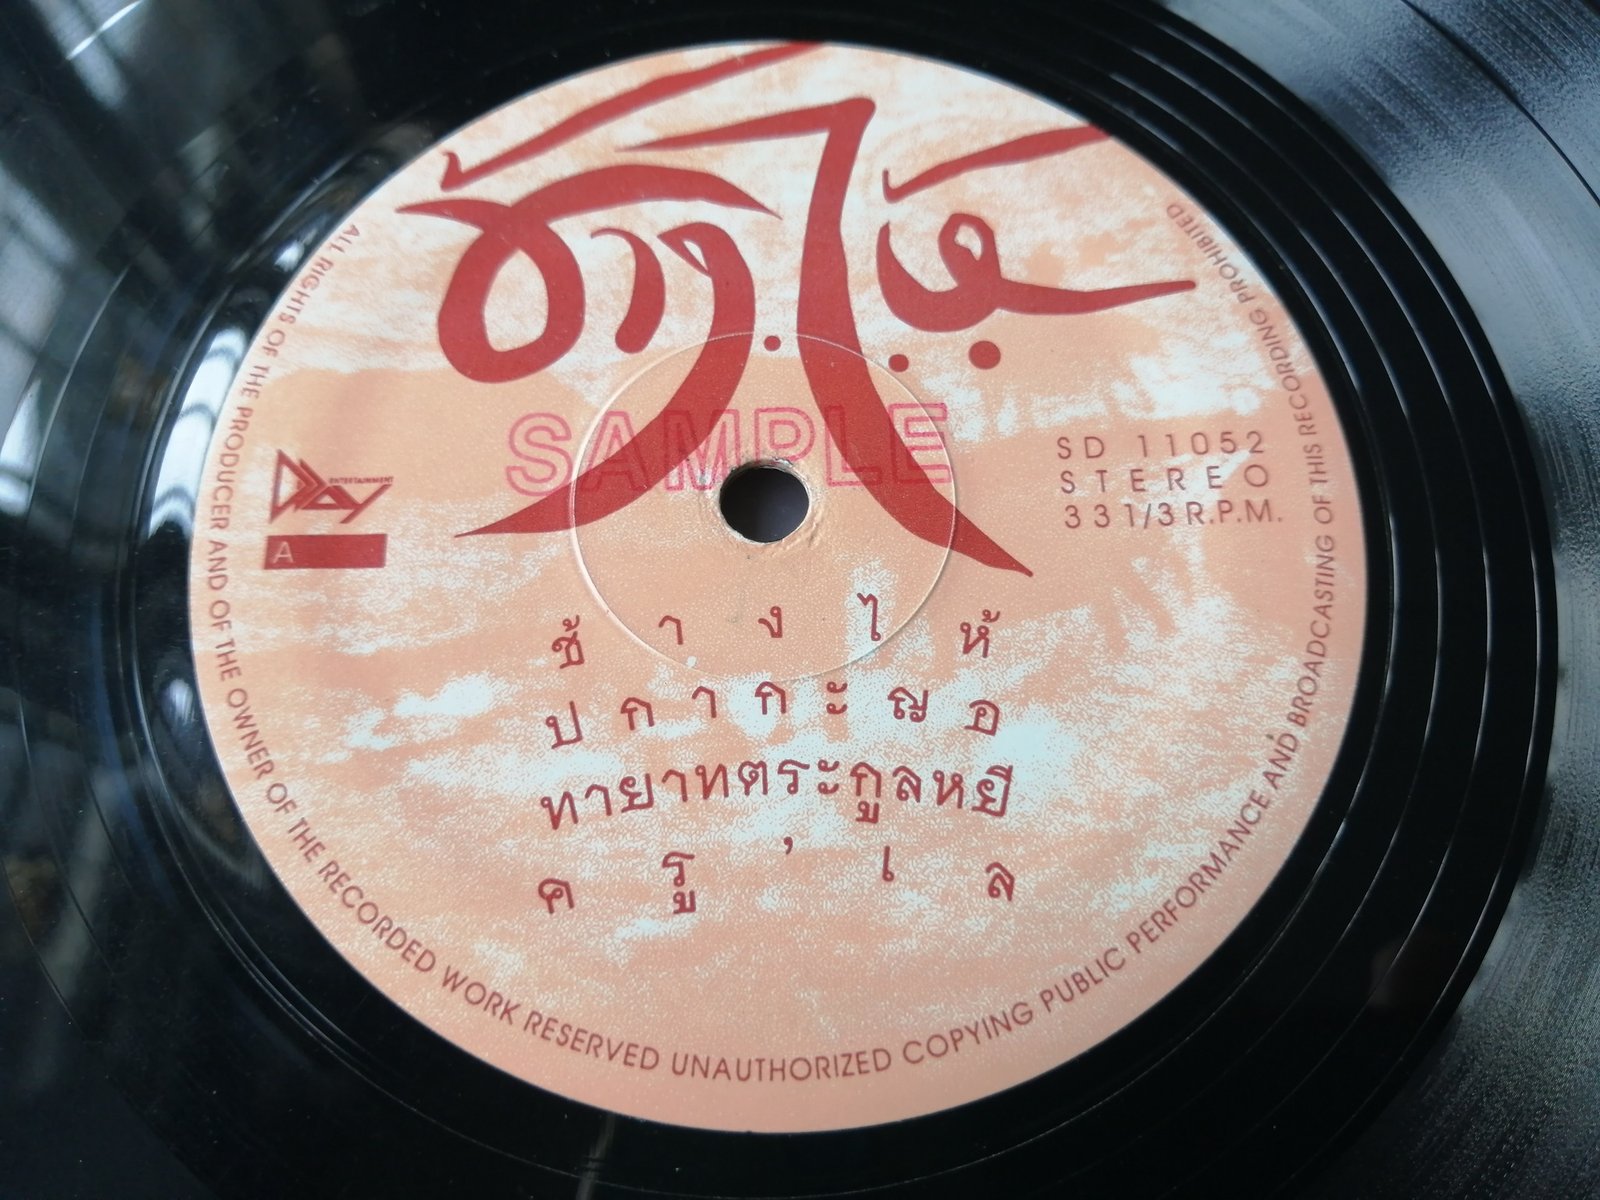 ช้างไห้
SAMPLE
D-Day
ENTERTAINMENT
A
SD 11052
STEREO
33 1/3 R.P.M.
ช้างไห้
ปกากะญอ
ทายาทตระกูลหยี
ครู'เล
ALL RIGHTS OF THE PRODUCER AND OF THE OWNER OF THE RECORDED WORK RESERVED UNAUTHORIZED COPYING PUBLIC PERFORMANCE AND BROADCASTING OF THIS RECORDING PROHIBITED